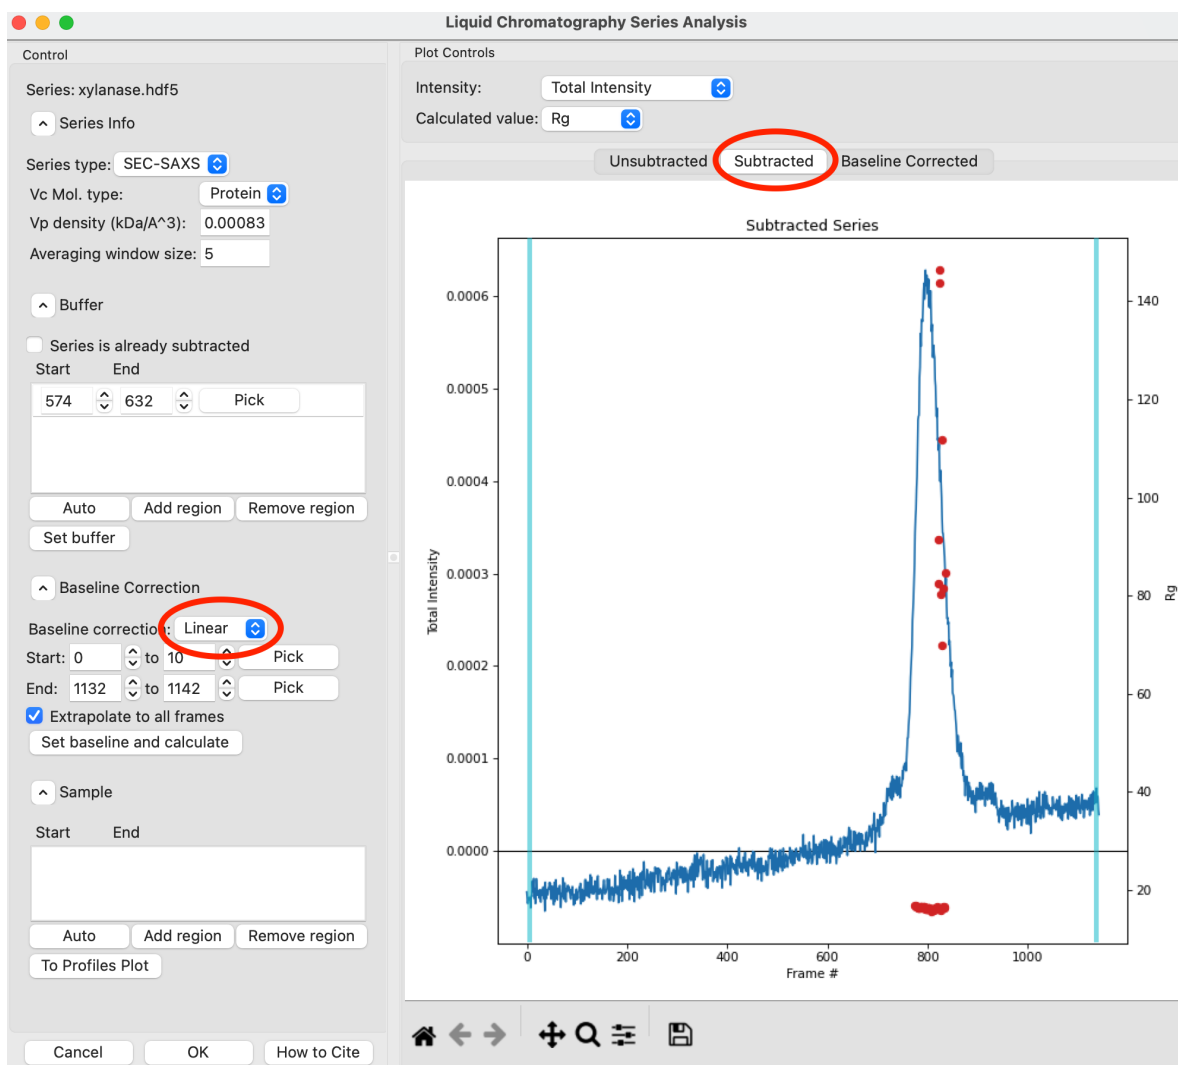 Liquid Chromatography Series Analysis
Control
Series: xylanase.hdf5
Series Info
Series type: SEC-SAXS
Vc Mol. type: Protein
Vp density (kDa/A^3): 0.00083
Averaging window size: 5
Buffer
Series is already subtracted
Start End
574 632 Pick
Auto Add region Remove region
Set buffer
Baseline Correction
Baseline correction: Linear
Start: 0 to 10 Pick
End: 1132 to 1142 Pick
Extrapolate to all frames
Set baseline and calculate
Sample
Start End
Auto Add region Remove region
To Profiles Plot
Cancel OK How to Cite
Plot Controls
Intensity: Total Intensity
Calculated value: Rg
Unsubtracted Subtracted Baseline Corrected
Subtracted Series
Total Intensity
0.0006
0.0005
0.0004
0.0003
0.0002
0.0001
0.0000
140
120
100
80
60
40
20
Rg
0 200 400 600 800 1000
Frame #